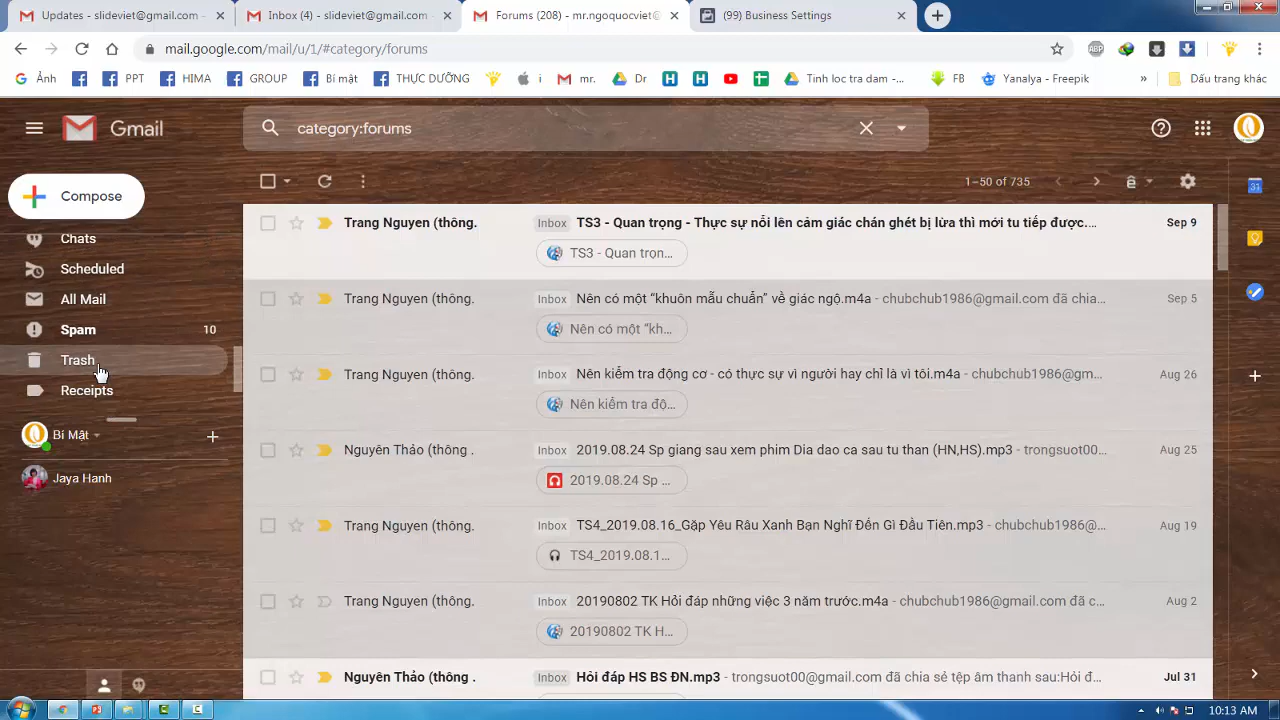 Updates - slideviet@gmail.com
Inbox (4) - slideviet@gmail.com
Forums (208) - mr.ngoquocviet@
(99) Business Settings
mail.google.com/mail/u/1/#category/forums
ABP
Ảnh
PPT
HIMA
GROUP
Bí mật
THỰC DƯỠNG
i
mr.
Dr
Tinh loc tra dam -...
FB
Yanalya - Freepik
»
Dấu trang khác
Gmail
category:forums
Compose
1–50 of 735
Chats
Scheduled
All Mail
Spam 10
Trash
Receipts
Bí Mật
Jaya Hanh
Trang Nguyen (thông. Inbox TS3 - Quan trọng - Thực sự nổi lên cảm giác chán ghét bị lừa thì mới tu tiếp được.... Sep 9
TS3 - Quan trọn...
Trang Nguyen (thông. Inbox Nên có một “khuôn mẫu chuẩn” về giác ngộ.m4a - chubchub1986@gmail.com đã chia... Sep 5
Nên có một “kh...
Trang Nguyen (thông. Inbox Nên kiểm tra động cơ - có thực sự vì người hay chỉ là vì tôi.m4a - chubchub1986@gm... Aug 26
Nên kiểm tra độ...
Nguyên Thảo (thông . Inbox 2019.08.24 Sp giang sau xem phim Dia dao ca sau tu than (HN,HS).mp3 - trongsuot00... Aug 25
2019.08.24 Sp ...
Trang Nguyen (thông. Inbox TS4_2019.08.16_Gặp Yêu Râu Xanh Bạn Nghĩ Đến Gì Đầu Tiên.mp3 - chubchub1986@... Aug 19
TS4_2019.08.1...
Trang Nguyen (thông. Inbox 20190802 TK Hỏi đáp những việc 3 năm trước.m4a - chubchub1986@gmail.com đã c... Aug 2
20190802 TK H...
Nguyên Thảo (thông . Inbox Hỏi đáp HS BS ĐN.mp3 - trongsuot00@gmail.com đã chia sẻ tệp âm thanh sau:Hỏi đ... Jul 31
10:13 AM